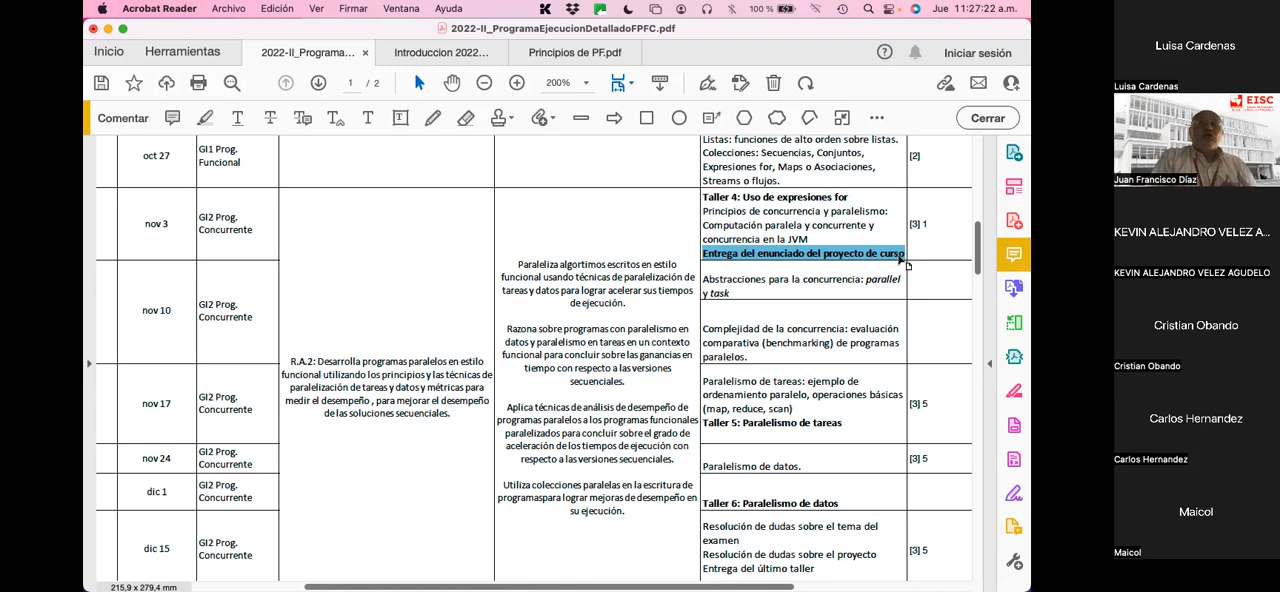 Acrobat Reader Archivo Edición Ver Firmar Ventana Ayuda 100 % Jue 11:27:22 a.m.
2022-II_ProgramaEjecucionDetalladoFPFC.pdf
Inicio Herramientas 2022-II_Programa... × Introduccion 2022... Principios de PF.pdf Iniciar sesión
1 / 2 200%
Comentar Cerrar
oct 27
GI1 Prog.
Funcional
Listas: funciones de alto orden sobre listas.
Colecciones: Secuencias, Conjuntos,
Expresiones for, Maps o Asociaciones,
Streams o flujos.
[2]
nov 3
GI2 Prog.
Concurrente
Taller 4: Uso de expresiones for
Principios de concurrencia y paralelismo:
Computación paralela y concurrente y
concurrencia en la JVM
Entrega del enunciado del proyecto de curso
[3] 1
nov 10
GI2 Prog.
Concurrente
Abstracciones para la concurrencia: parallel
y task
Complejidad de la concurrencia: evaluación
comparativa (benchmarking) de programas
paralelos.
R.A.2: Desarrolla programas paralelos en estilo
funcional utilizando los principios y las técnicas de
paralelización de tareas y datos y métricas para
medir el desempeño , para mejorar el desempeño
de las soluciones secuenciales.
Paraleliza algortimos escritos en estilo
funcional usando técnicas de paralelización de
tareas y datos para lograr acelerar sus tiempos
de ejecución.
Razona sobre programas con paralelismo en
datos y paralelismo en tareas en un contexto
funcional para concluir sobre las ganancias en
tiempo con respecto a las versiones
secuenciales.
Aplica técnicas de análisis de desempeño de
programas paralelos a los programas funcionales
paralelizados para concluir sobre el grado de
aceleración de los tiempos de ejecución con
respecto a las versiones secuenciales.
Utiliza colecciones paralelas en la escritura de
programaspara lograr mejoras de desempeño en
su ejecución.
nov 17
GI2 Prog.
Concurrente
Paralelismo de tareas: ejemplo de
ordenamiento paralelo, operaciones básicas
(map, reduce, scan)
Taller 5: Paralelismo de tareas
[3] 5
nov 24
GI2 Prog.
Concurrente
Paralelismo de datos.
[3] 5
dic 1
GI2 Prog.
Concurrente
Taller 6: Paralelismo de datos
dic 15
GI2 Prog.
Concurrente
Resolución de dudas sobre el tema del
examen
Resolución de dudas sobre el proyecto
Entrega del último taller
[3] 5
215,9 x 279,4 mm
Luisa Cardenas
Luisa Cardenas
EISC
Juan Francisco Díaz
KEVIN ALEJANDRO VELEZ A...
KEVIN ALEJANDRO VELEZ AGUDELO
Cristian Obando
Cristian Obando
Carlos Hernandez
Carlos Hernandez
Maicol
Maicol